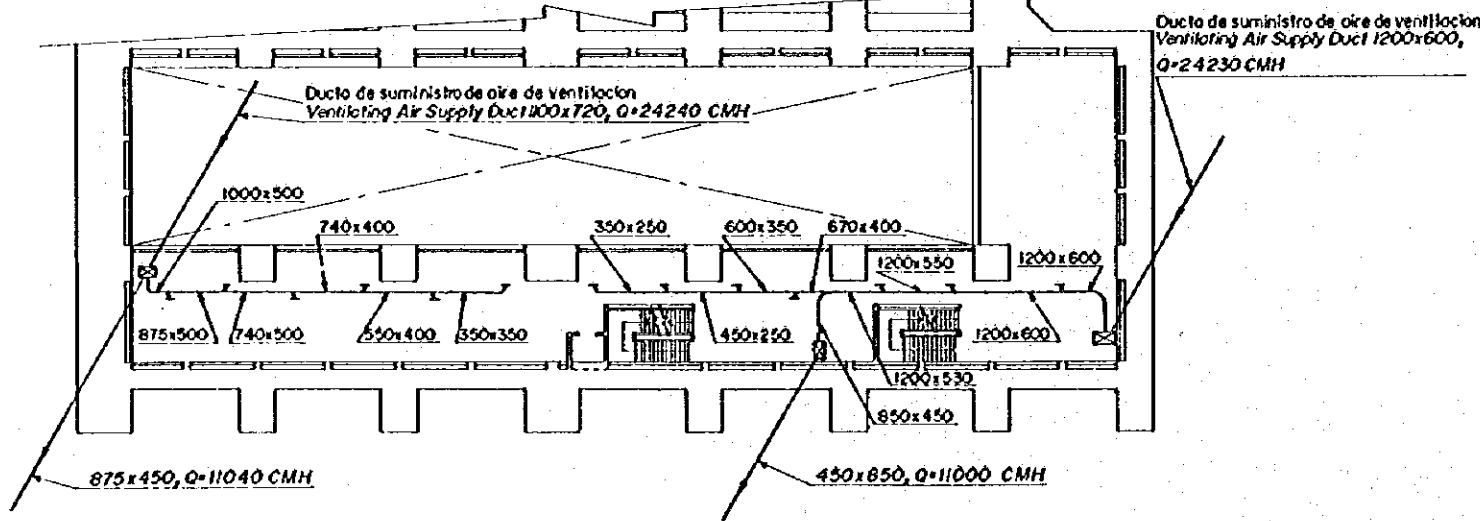 Ducto de suministro de aire de ventilacion
Ventilating Air Supply Duct 1200x600,
Q=24230 CMH
Ducto de suministro de aire de ventilacion
Ventilating Air Supply Duct 1100x720, Q=24240 CMH
1000x500
740x400
350x250
600x350
670x400
1200x550
1200x600
875x500
740x500
550x400
350x350
450x250
1200x600
1200x530
850x450
875x450, Q=11040 CMH
450x850, Q=11000 CMH